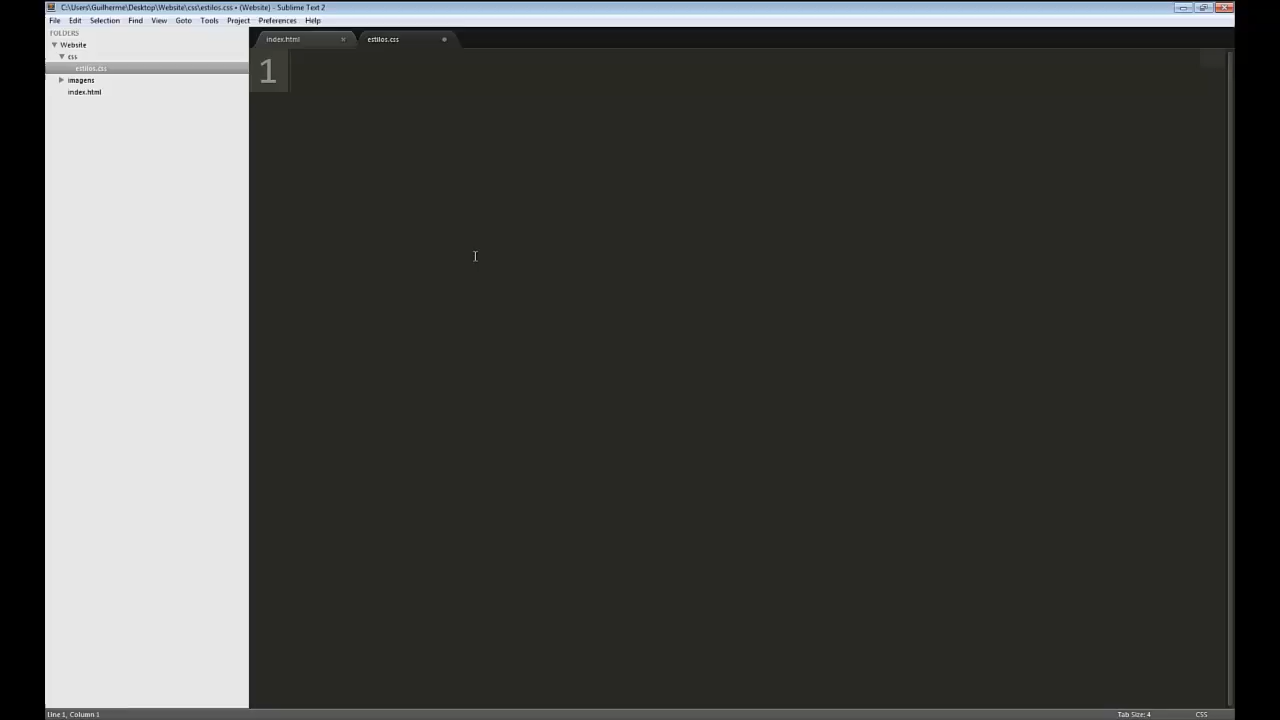 C:\Users\Guilherme\Desktop\Website\css\estilos.css • (Website) - Sublime Text 2
File Edit Selection Find View Goto Tools Project Preferences Help
FOLDERS
Website
css
estilos.css
imagens
index.html
index.html × estilos.css
1
Line 1, Column 1
Tab Size: 4 CSS